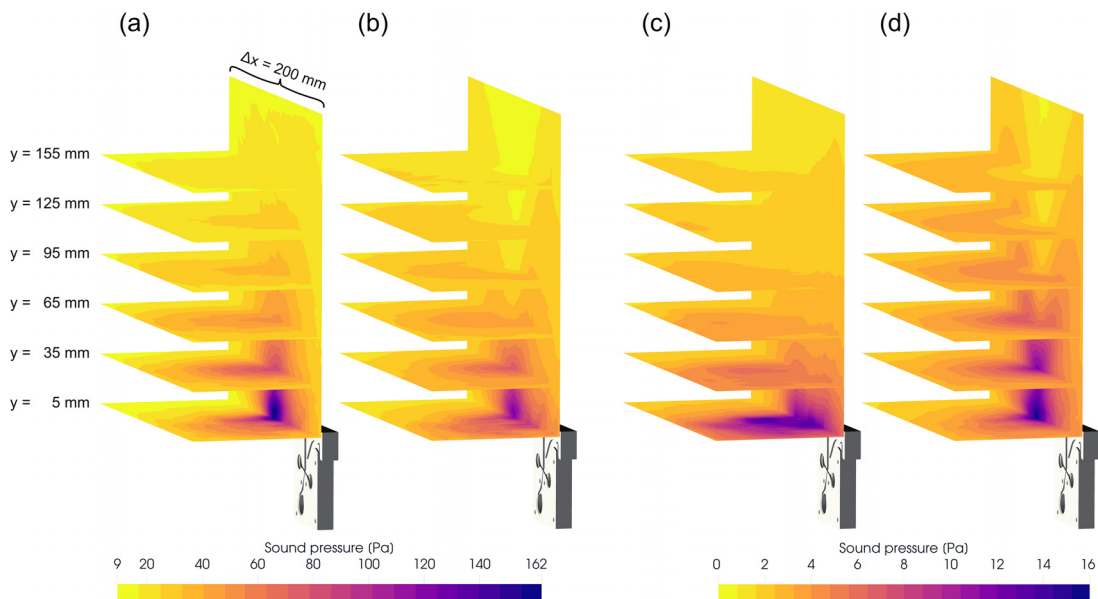 (a) (b) (c) (d)
Δx = 200 mm
y = 155 mm
y = 125 mm
y = 95 mm
y = 65 mm
y = 35 mm
y = 5 mm
Sound pressure (Pa) Sound pressure (Pa)
9 20 40 60 80 100 120 140 162 0 2 4 6 8 10 12 14 16